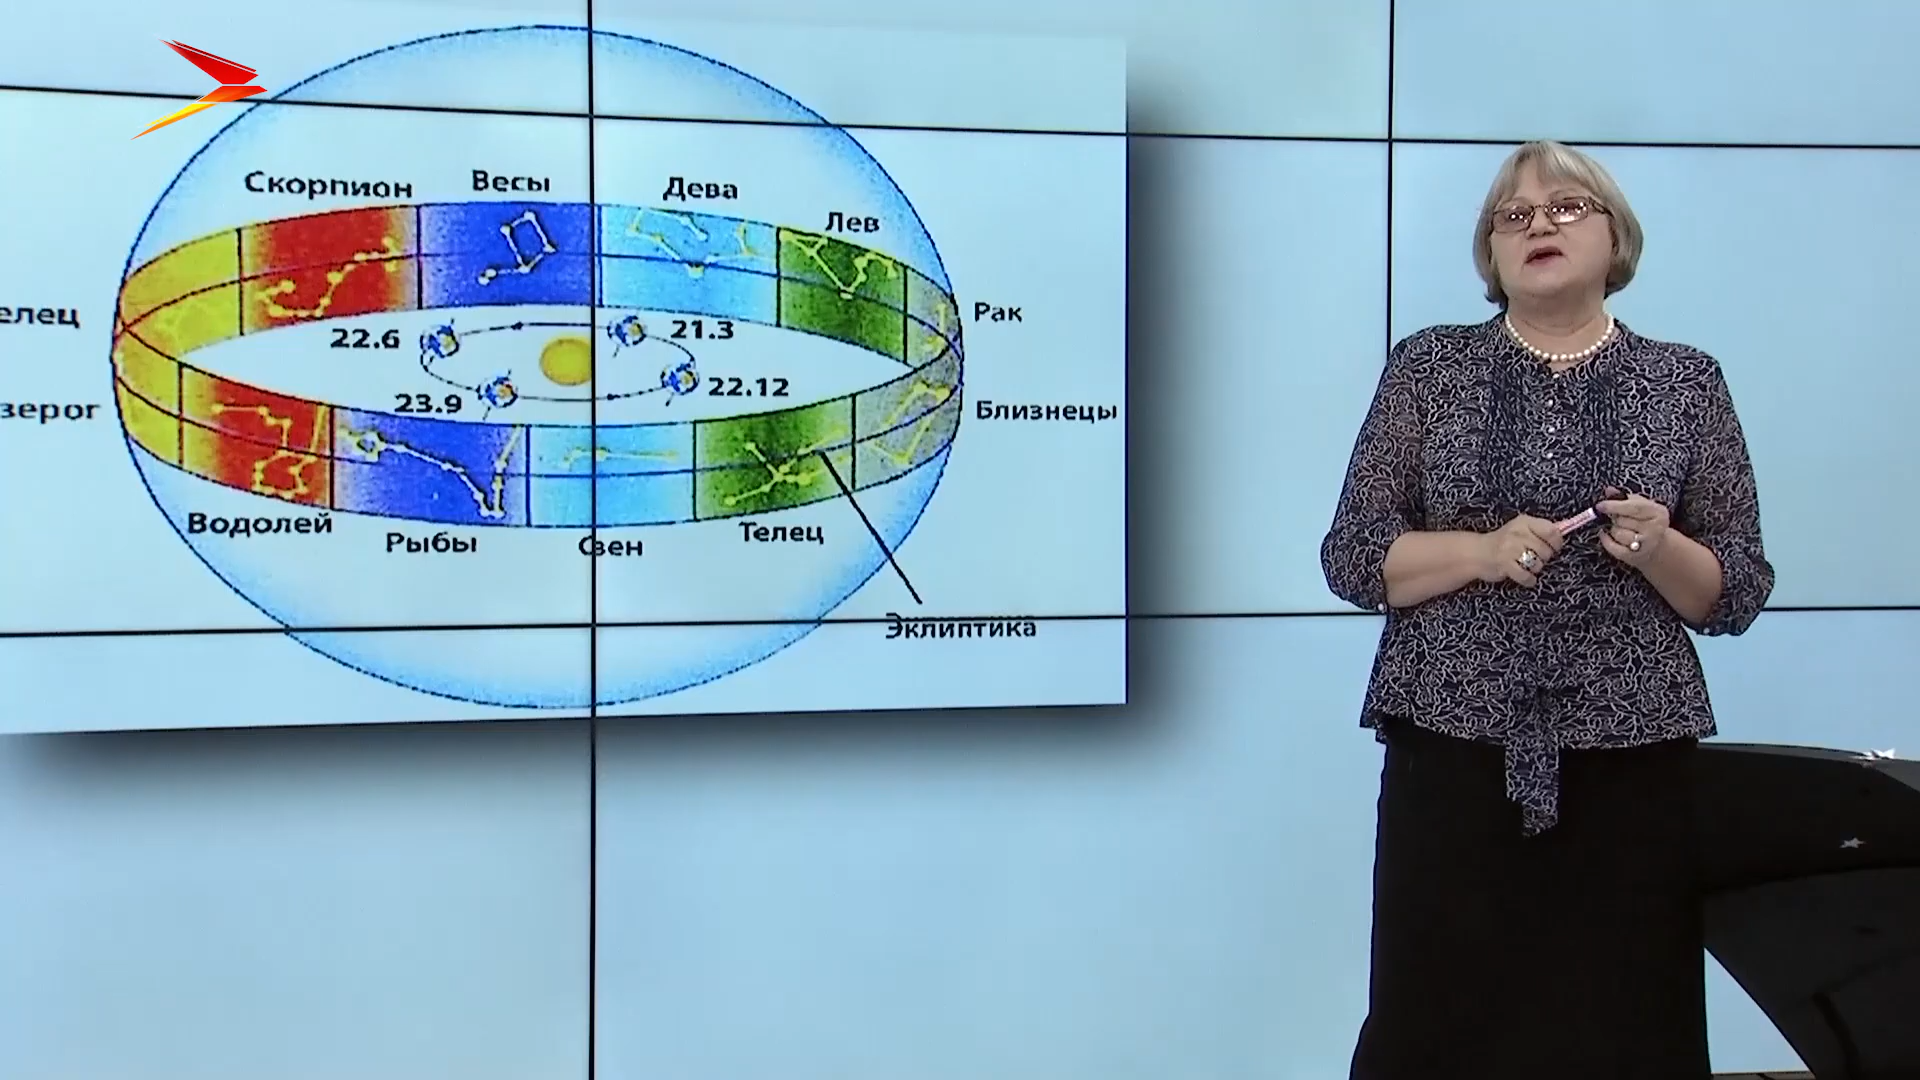 Скорпион
Весы
Дева
Лев
елец
Рак
22.6
21.3
22.12
23.9
зерог
Близнецы
Водолей
Рыбы
Овен
Телец
Эклиптика